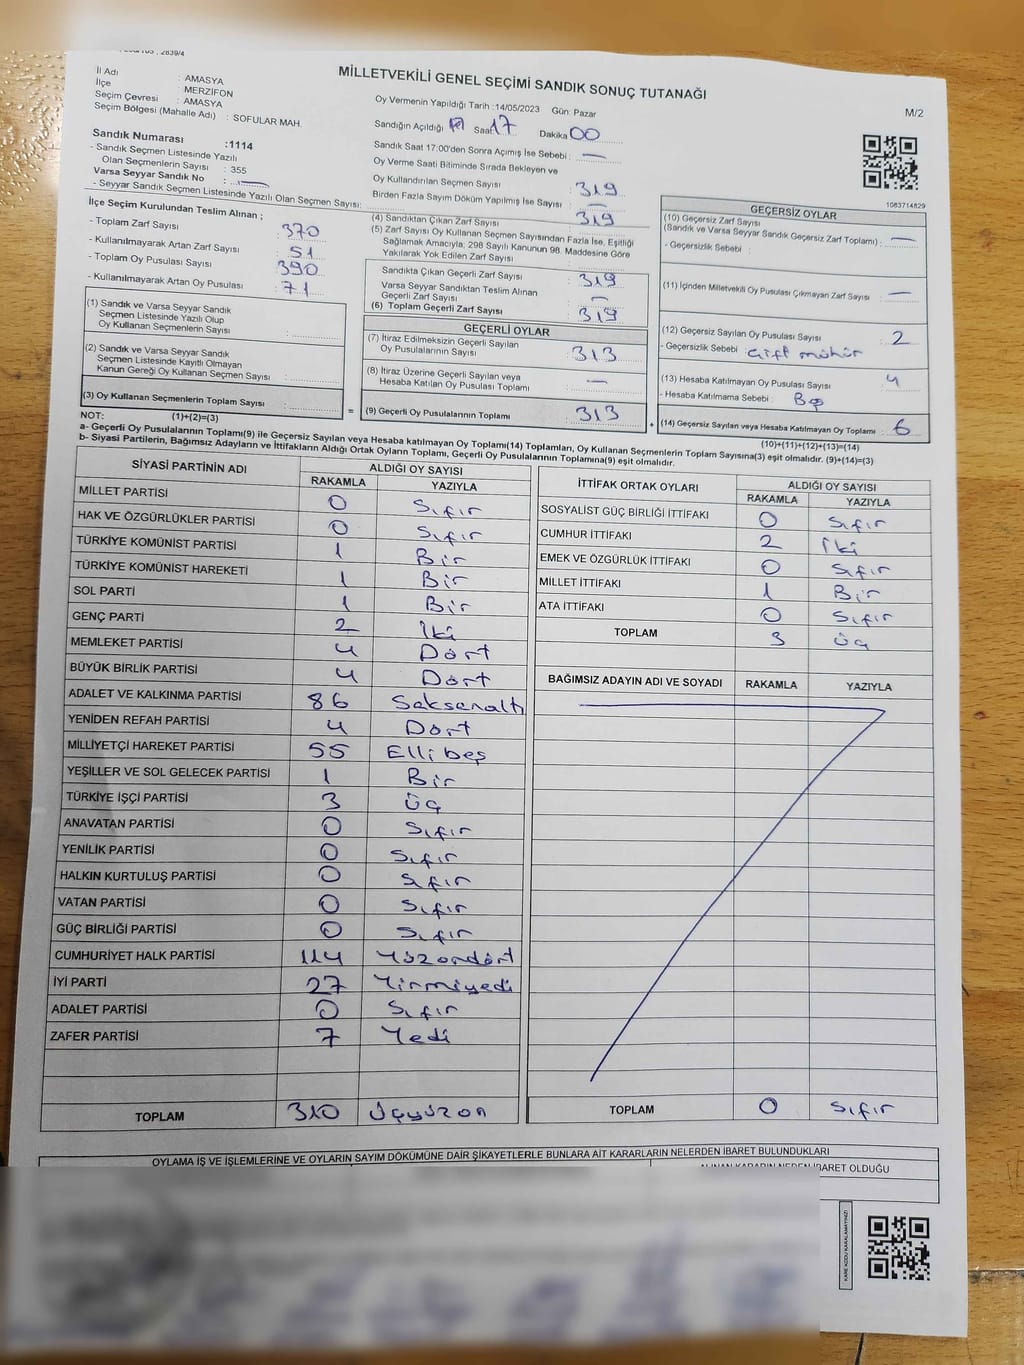 2839/4
MİLLETVEKİLİ GENEL SEÇİMİ SANDIK SONUÇ TUTANAĞI
M/2
İl Adı : AMASYA
İlçe : MERZİFON
Seçim Çevresi : AMASYA
Seçim Bölgesi (Mahalle Adı) : SOFULAR MAH.
Sandık Numarası :1114
- Sandık Seçmen Listesinde Yazılı
Olan Seçmenlerin Sayısı : 355
Varsa Seyyar Sandık No : —
- Seyyar Sandık Seçmen Listesinde Yazılı Olan Seçmen Sayısı:
Oy Vermenin Yapıldığı Tarih :14/05/2023 Gün: Pazar
Sandığın Açıldığı Saat 17 Dakika 00
Sandık Saat 17:00'den Sonra Açımış İse Sebebi : —
Oy Verme Saati Bitiminde Sırada Bekleyen ve
Oy Kullandırılan Seçmen Sayısı : 319
Birden Fazla Sayım Döküm Yapılmış İse Sayısı : —
1083714829
İlçe Seçim Kurulundan Teslim Alınan ;
- Toplam Zarf Sayısı : 370
- Kullanılmayarak Artan Zarf Sayısı : 51
- Toplam Oy Pusulası Sayısı : 390
- Kullanılmayarak Artan Oy Pusulası : 71
(1) Sandık ve Varsa Seyyar Sandık
Seçmen Listesinde Yazılı Olup
Oy Kullanan Seçmenlerin Sayısı :
(2) Sandık ve Varsa Seyyar Sandık
Seçmen Listesinde Kayıtlı Olmayan
Kanun Gereği Oy Kullanan Seçmen Sayısı :
(3) Oy Kullanan Seçmenlerin Toplam Sayısı :
(1)+(2)=(3)
(4) Sandıktan Çıkan Zarf Sayısı : 319
(5) Zarf Sayısı Oy Kullanan Seçmen Sayısından Fazla İse, Eşitliği
Sağlamak Amacıyla; 298 Sayılı Kanunun 98. Maddesine Göre
Yakılarak Yok Edilen Zarf Sayısı :
Sandıkta Çıkan Geçerli Zarf Sayısı : 319
Varsa Seyyar Sandıktan Teslim Alınan
Geçerli Zarf Sayısı : —
(6) Toplam Geçerli Zarf Sayısı : 319
GEÇERLİ OYLAR
(7) İtiraz Edilmeksizin Geçerli Sayılan
Oy Pusulalarının Sayısı : 313
(8) İtiraz Üzerine Geçerli Sayılan veya
Hesaba Katılan Oy Pusulası Toplamı : —
= (9) Geçerli Oy Pusulalarının Toplamı : 313 +
GEÇERSİZ OYLAR
(10) Geçersiz Zarf Sayısı
(Sandık ve Varsa Seyyar Sandık Geçersiz Zarf Toplamı) : —
- Geçersizlik Sebebi :
(11) İçinden Milletvekili Oy Pusulası Çıkmayan Zarf Sayısı : —
(12) Geçersiz Sayılan Oy Pusulası Sayısı : 2
- Geçersizlik Sebebi : Çift mühür
(13) Hesaba Katılmayan Oy Pusulası Sayısı : 4
- Hesaba Katılmama Sebebi : Boş
(14) Geçersiz Sayılan veya Hesaba Katılmayan Oy Toplamı : 6
(10)+(11)+(12)+(13)=(14)
NOT:
a- Geçerli Oy Pusulalarının Toplamı(9) ile Geçersiz Sayılan veya Hesaba katılmayan Oy Toplamı(14) Toplamları, Oy Kullanan Seçmenlerin Toplam Sayısına(3) eşit olmalıdır. (9)+(14)=(3)
b- Siyasi Partilerin, Bağımsız Adayların ve İttifakların Aldığı Ortak Oyların Toplamı, Geçerli Oy Pusulalarının Toplamına(9) eşit olmalıdır.
SİYASİ PARTİNİN ADI ALDIĞI OY SAYISI
RAKAMLA YAZIYLA
MİLLET PARTİSİ 0 Sıfır
HAK VE ÖZGÜRLÜKLER PARTİSİ 0 Sıfır
TÜRKİYE KOMÜNİST PARTİSİ 1 Bir
TÜRKİYE KOMÜNİST HAREKETİ 1 Bir
SOL PARTİ 1 Bir
GENÇ PARTİ 2 İki
MEMLEKET PARTİSİ 4 Dört
BÜYÜK BİRLİK PARTİSİ 4 Dört
ADALET VE KALKINMA PARTİSİ 86 Seksenaltı
YENİDEN REFAH PARTİSİ 4 Dört
MİLLİYETÇİ HAREKET PARTİSİ 55 Ellibeş
YEŞİLLER VE SOL GELECEK PARTİSİ 1 Bir
TÜRKİYE İŞÇİ PARTİSİ 3 Üç
ANAVATAN PARTİSİ 0 Sıfır
YENİLİK PARTİSİ 0 Sıfır
HALKIN KURTULUŞ PARTİSİ 0 Sıfır
VATAN PARTİSİ 0 Sıfır
GÜÇ BİRLİĞİ PARTİSİ 0 Sıfır
CUMHURİYET HALK PARTİSİ 114 Yüzondört
İYİ PARTİ 27 Yirmiyedi
ADALET PARTİSİ 0 Sıfır
ZAFER PARTİSİ 7 Yedi
TOPLAM 310 Üçyüzon
İTTİFAK ORTAK OYLARI ALDIĞI OY SAYISI
RAKAMLA YAZIYLA
SOSYALİST GÜÇ BİRLİĞİ İTTİFAKI 0 Sıfır
CUMHUR İTTİFAKI 2 İki
EMEK VE ÖZGÜRLÜK İTTİFAKI 0 Sıfır
MİLLET İTTİFAKI 1 Bir
ATA İTTİFAKI 0 Sıfır
TOPLAM 3 Üç
BAĞIMSIZ ADAYIN ADI VE SOYADI RAKAMLA YAZIYLA
TOPLAM 0 Sıfır
OYLAMA İŞ VE İŞLEMLERİNE VE OYLARIN SAYIM DÖKÜMÜNE DAİR ŞİKAYETLERLE BUNLARA AİT KARARLARIN NELERDEN İBARET BULUNDUKLARI
ALINAN KARARIN NEDEN İBARET OLDUĞU
KARE KODU KARALAMAYINIZ!